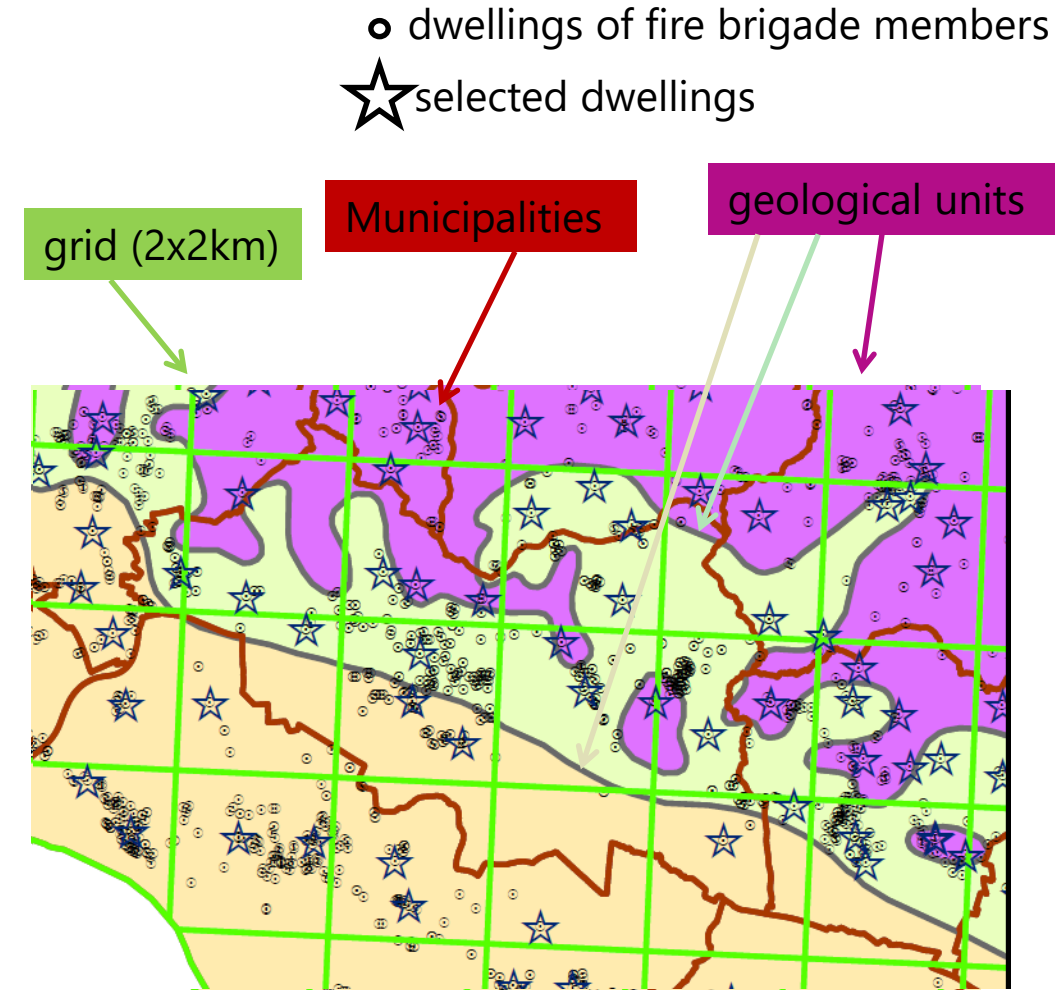 dwellings of fire brigade members
selected dwellings
geological units
Municipalities
grid (2x2km)